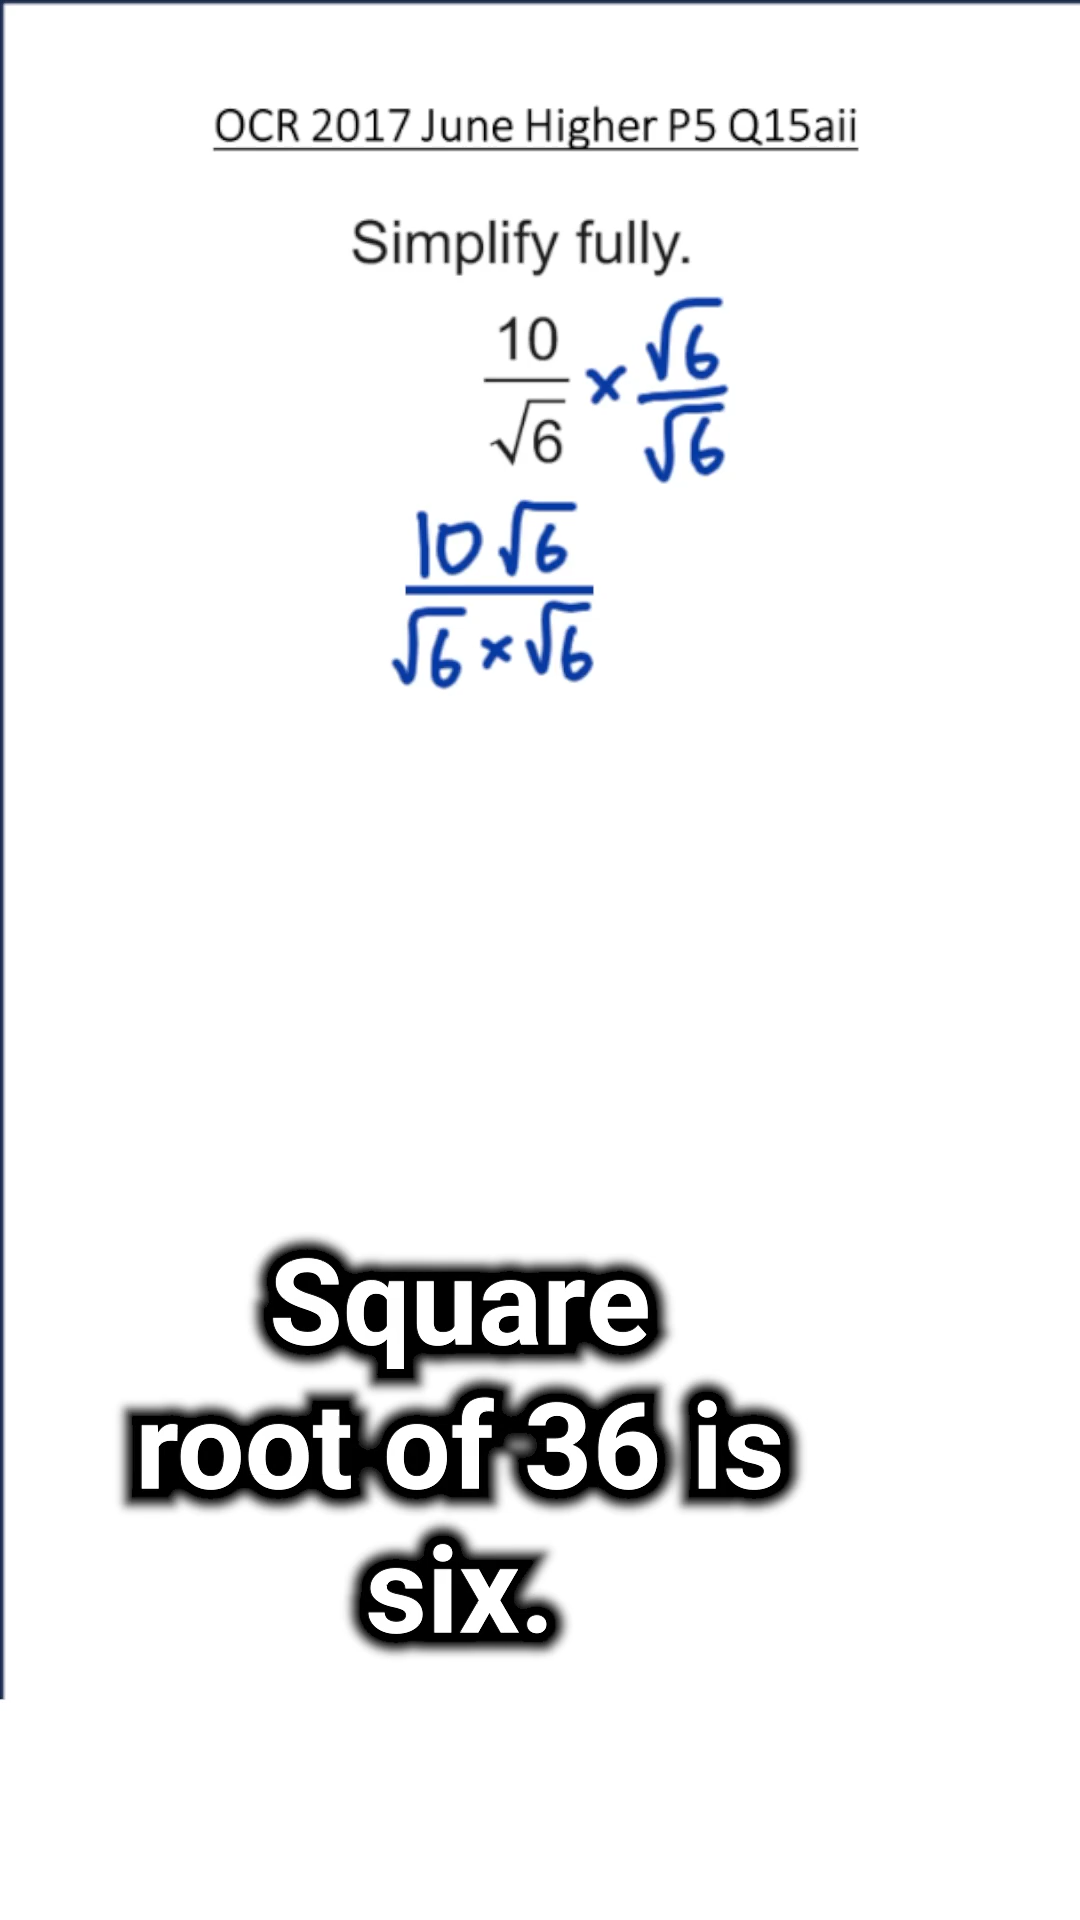 OCR 2017 June Higher P5 Q15aii
Simplify fully.
10
√6
× √6
√6
10√6
√6 × √6
Square
root of 36 is
six.